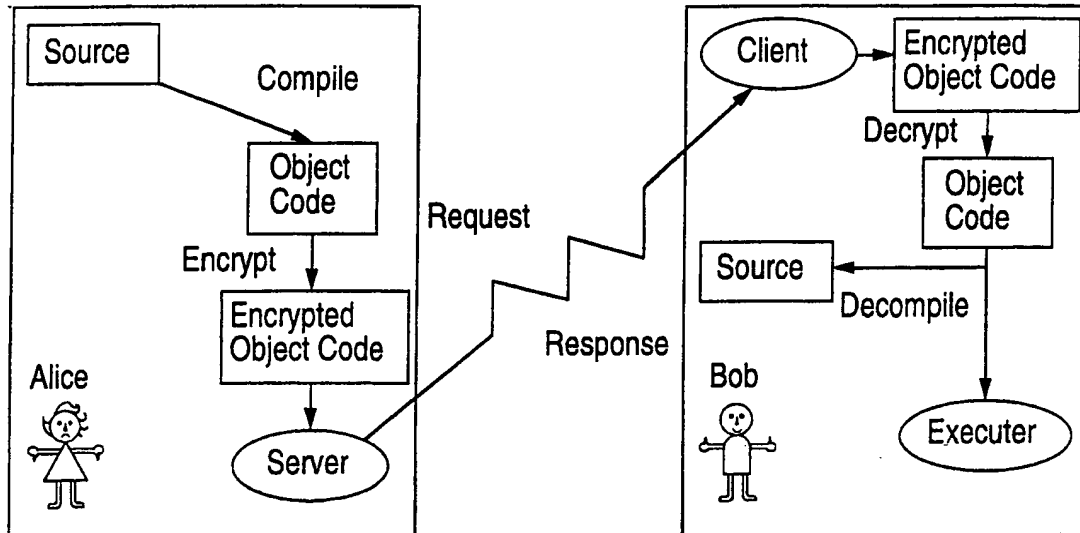 Source
Compile
Object
Code
Encrypt
Encrypted
Object Code
Alice
Server
Request
Response
Client
Encrypted
Object Code
Decrypt
Object
Code
Source
Decompile
Bob
Executer